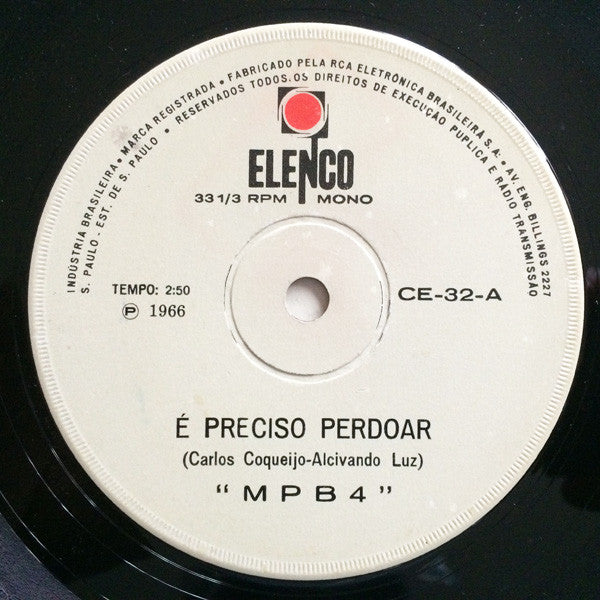 INDÚSTRIA BRASILEIRA • MARCA REGISTRADA • FABRICADO PELA RCA ELETRÔNICA BRASILEIRA S.A. • AV. ENG. BILLINGS 2227
S. PAULO - EST. DE S. PAULO • RESERVADOS TODOS. OS DIREITOS DE EXECUÇÃO PUPLICA E RÁDIO TRANSMISSÃO
ELENCO
33 1/3 RPM MONO
TEMPO: 2:50
CE-32-A
℗ 1966
É PRECISO PERDOAR
(Carlos Coqueijo-Alcivando Luz)
"MPB4"